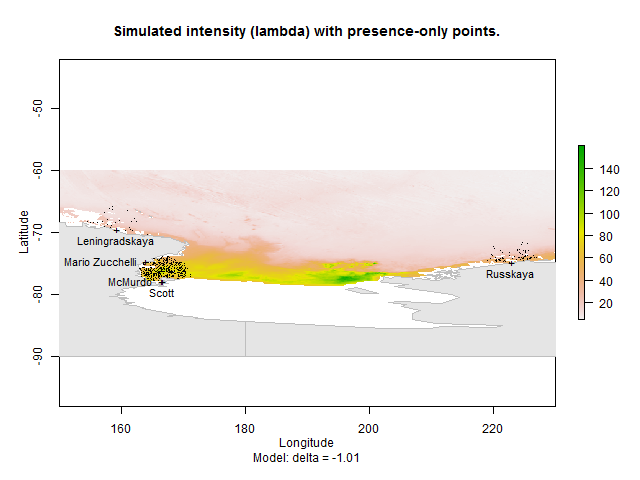 Simulated intensity (lambda) with presence-only points.
-50
-60
-70
-80
-90
Latitude
Leningradskaya
Mario Zucchelli
McMurdo
Scott
Russkaya
140
120
100
80
60
40
20
160
180
200
220
Longitude
Model: delta = -1.01